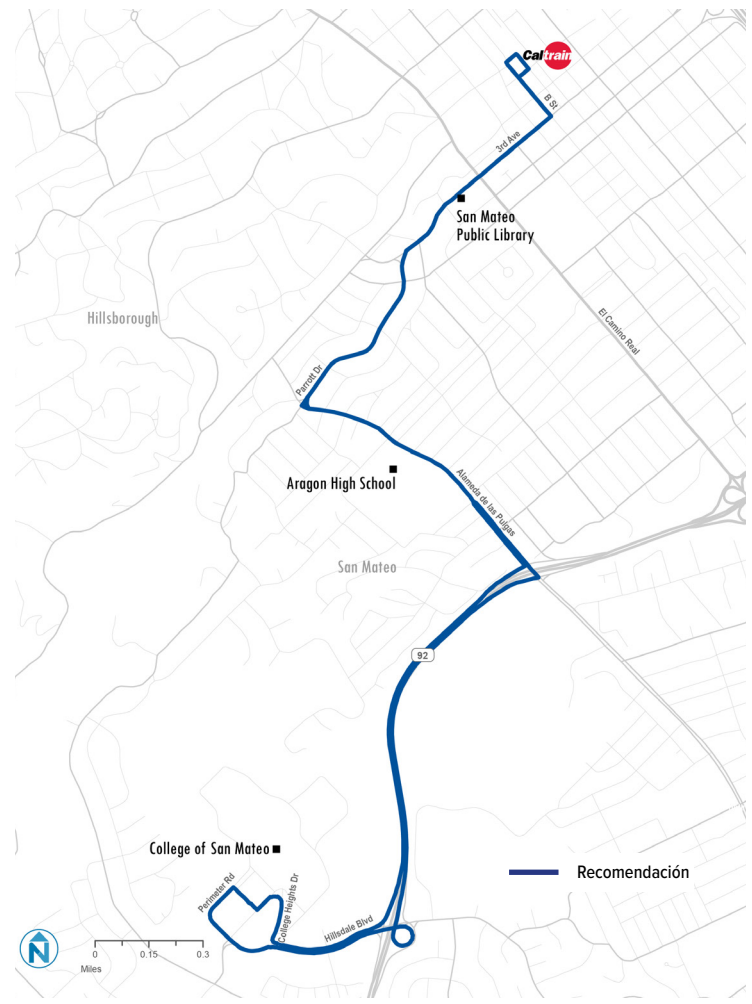 Caltrain
B St
3rd Ave
San Mateo
Public Library
El Camino Real
Hillsborough
Parrott Dr
Aragon High School
Alameda de las Pulgas
San Mateo
92
College of San Mateo
Perimeter Rd
College Heights Dr
Hillsdale Blvd
Recomendación
N
0 0.15 0.3
Miles